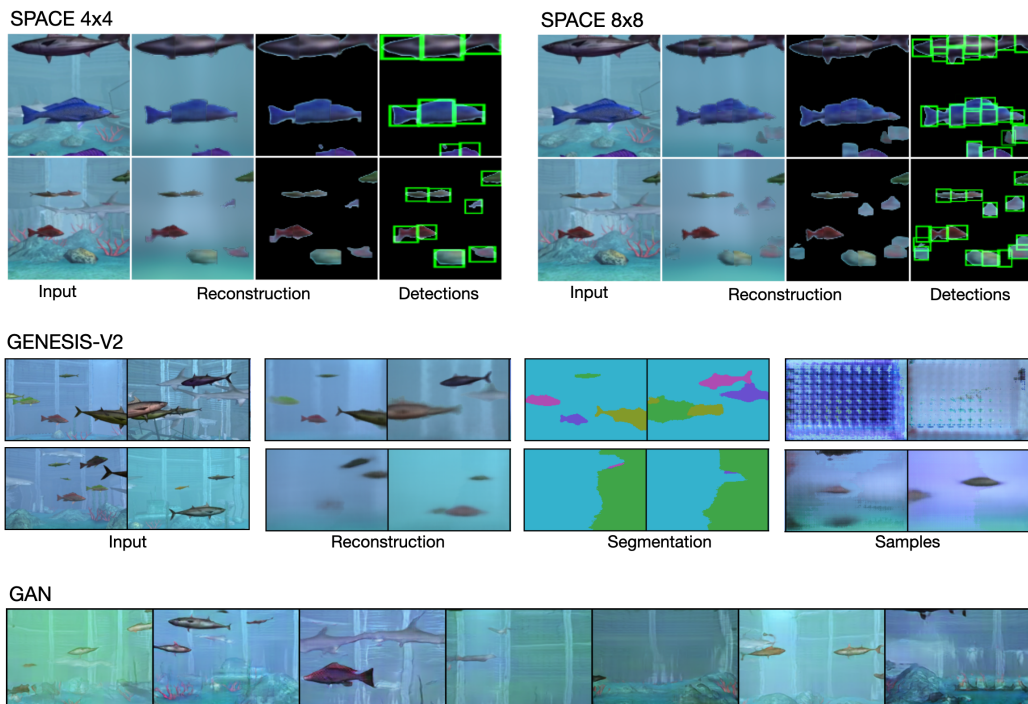 SPACE 4x4
SPACE 8x8
Input
Reconstruction
Detections
Input
Reconstruction
Detections
GENESIS-V2
Input
Reconstruction
Segmentation
Samples
GAN